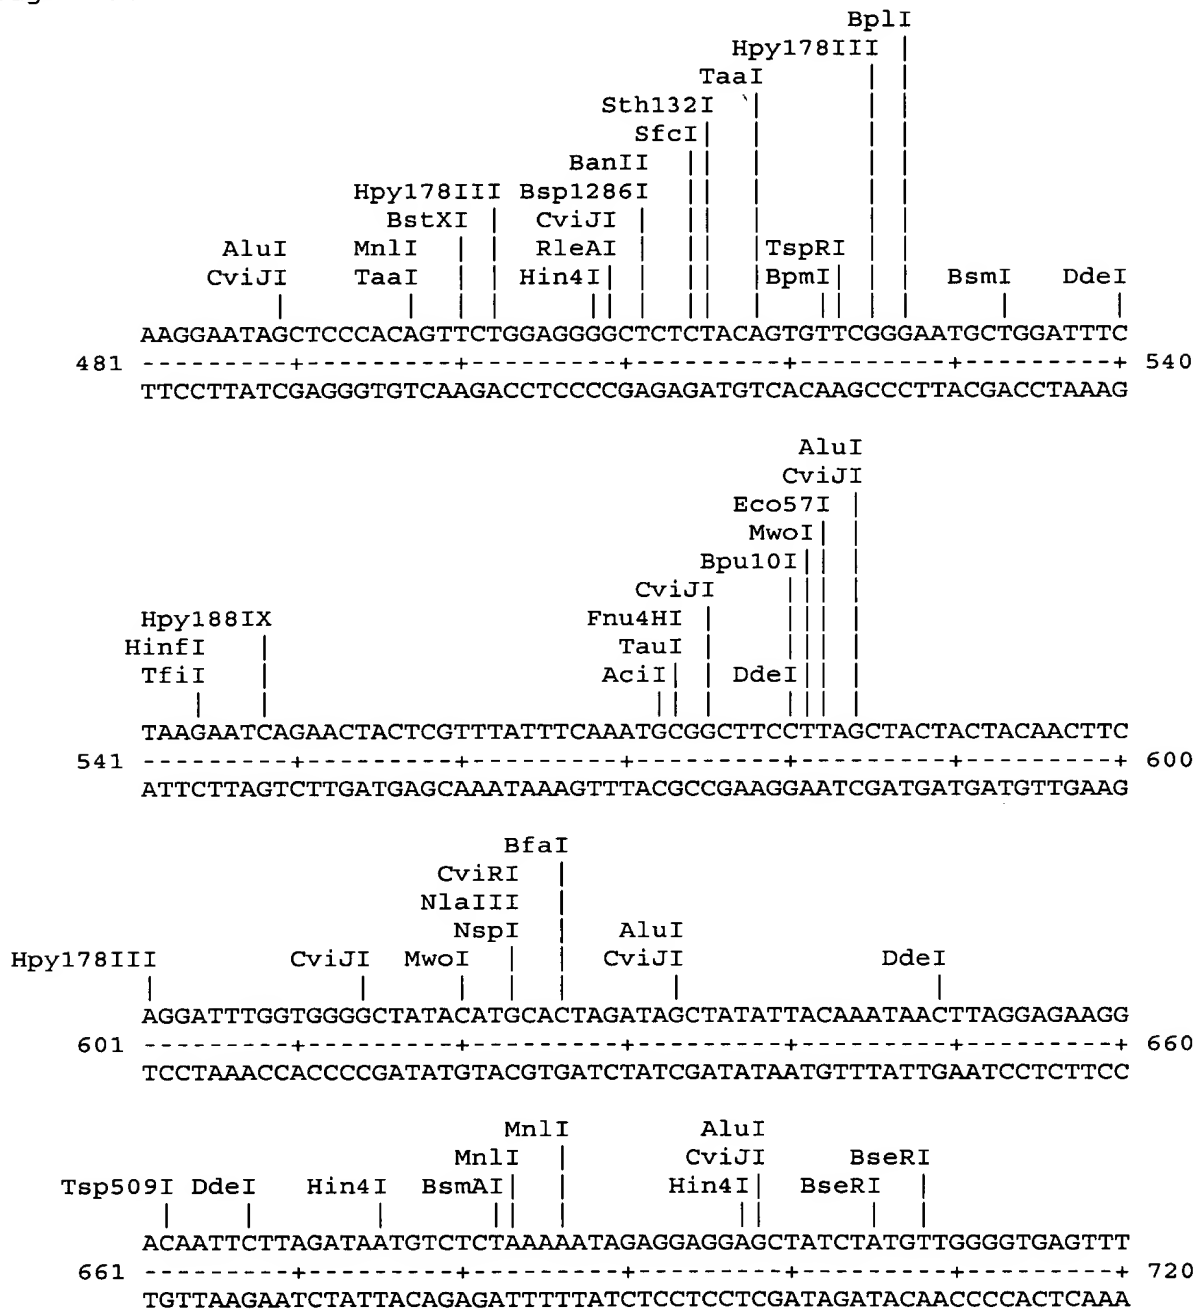 BplI
Hpy178III
TaaI
Sth132I
SfcI
BanII
Hpy178III Bsp1286I
BstXI CviJI
AluI MnlI RleAI TspRI
CviJI TaaI Hin4I BpmI BsmI DdeI
AAGGAATAGCTCCCACAGTTCTGGAGGGGCTCTCTACAGTGTTCGGGAATGCTGGATTTC
481 ---------+---------+---------+---------+---------+---------+ 540
TTCCTTATCGAGGGTGTCAAGACCTCCCCGAGAGATGTCACAAGCCCTTACGACCTAAAG
AluI
CviJI
Eco57I
MwoI
Bpu10I
CviJI
Hpy188IX Fnu4HI
HinfI TauI
TfiI AciI DdeI
TAAGAATCAGAACTACTCGTTTATTTCAAATGCGGCTTCCTTAGCTACTACTACAACTTC
541 ---------+---------+---------+---------+---------+---------+ 600
ATTCTTAGTCTTGATGAGCAAATAAAGTTTACGCCGAAGGAATCGATGATGATGTTGAAG
BfaI
CviRI
NlaIII
NspI AluI
Hpy178III CviJI MwoI CviJI DdeI
AGGATTTGGTGGGGCTATACATGCACTAGATAGCTATATTACAAATAACTTAGGAGAAGG
601 ---------+---------+---------+---------+---------+---------+ 660
TCCTAAACCACCCCGATATGTACGTGATCTATCGATATAATGTTTATTGAATCCTCTTCC
MnlI AluI
MnlI CviJI BseRI
Tsp509I DdeI Hin4I BsmAI Hin4I BseRI
ACAATTCTTAGATAATGTCTCTAAAAATAGAGGAGGAGCTATCTATGTTGGGGTGAGTTT
661 ---------+---------+---------+---------+---------+---------+ 720
TGTTAAGAATCTATTACAGAGATTTTTATCTCCTCCTCGATAGATACAACCCCACTCAAA